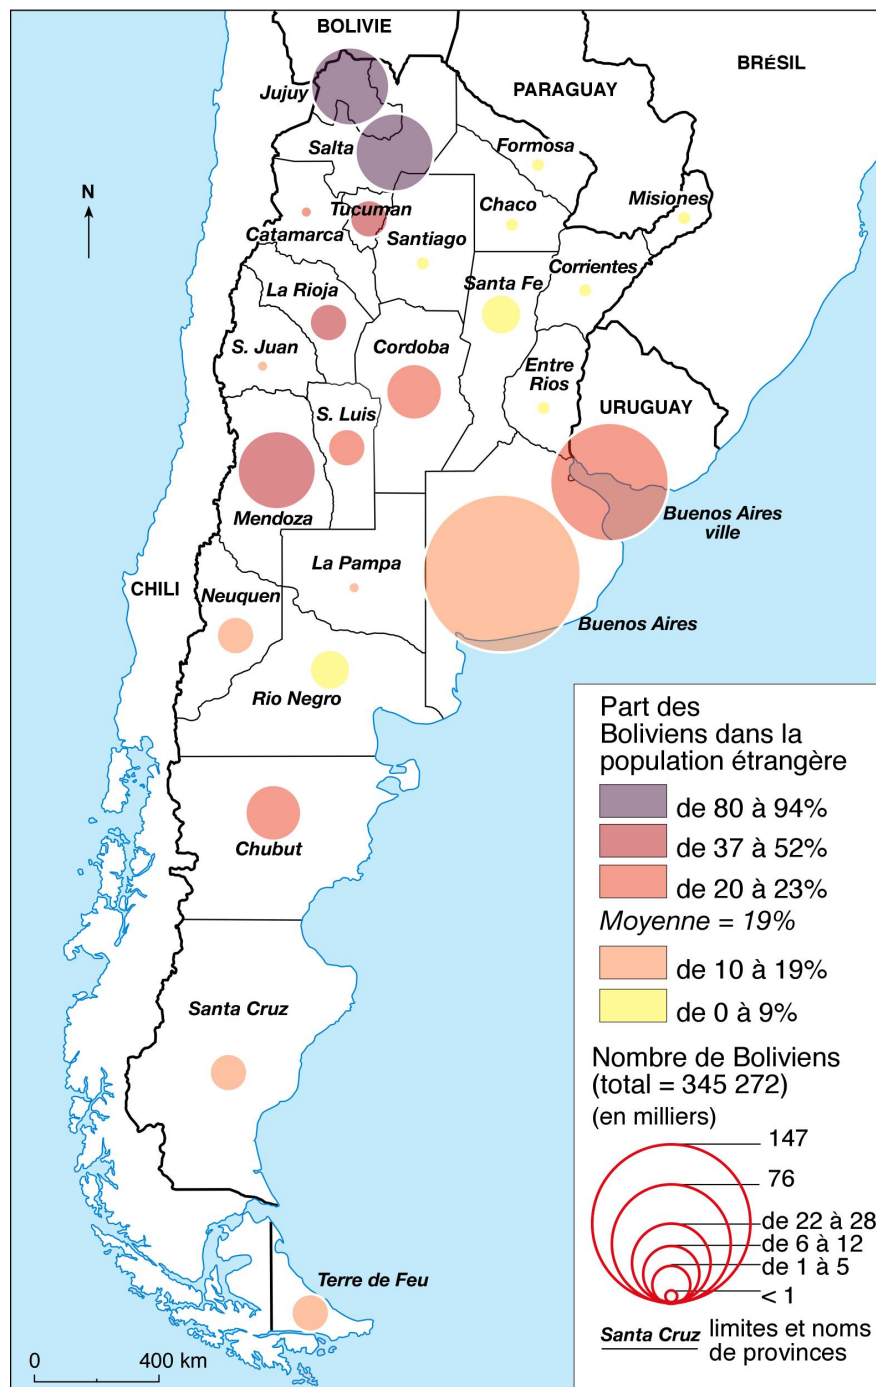 BOLIVIE
BRÉSIL
PARAGUAY
Jujuy
Salta
Formosa
N
Misiones
Chaco
Tucuman
Catamarca
Santiago
Corrientes
Santa Fe
La Rioja
S. Juan
Cordoba
Entre
Rios
S. Luis
URUGUAY
Mendoza
Buenos Aires
ville
La Pampa
CHILI
Neuquen
Buenos Aires
Rio Negro
Chubut
Santa Cruz
Terre de Feu
0
400 km
Part des
Boliviens dans la
population étrangère
de 80 à 94%
de 37 à 52%
de 20 à 23%
Moyenne = 19%
de 10 à 19%
de 0 à 9%
Nombre de Boliviens
(total = 345 272)
(en milliers)
147
76
de 22 à 28
de 6 à 12
de 1 à 5
< 1
Santa Cruz
limites et noms
de provinces